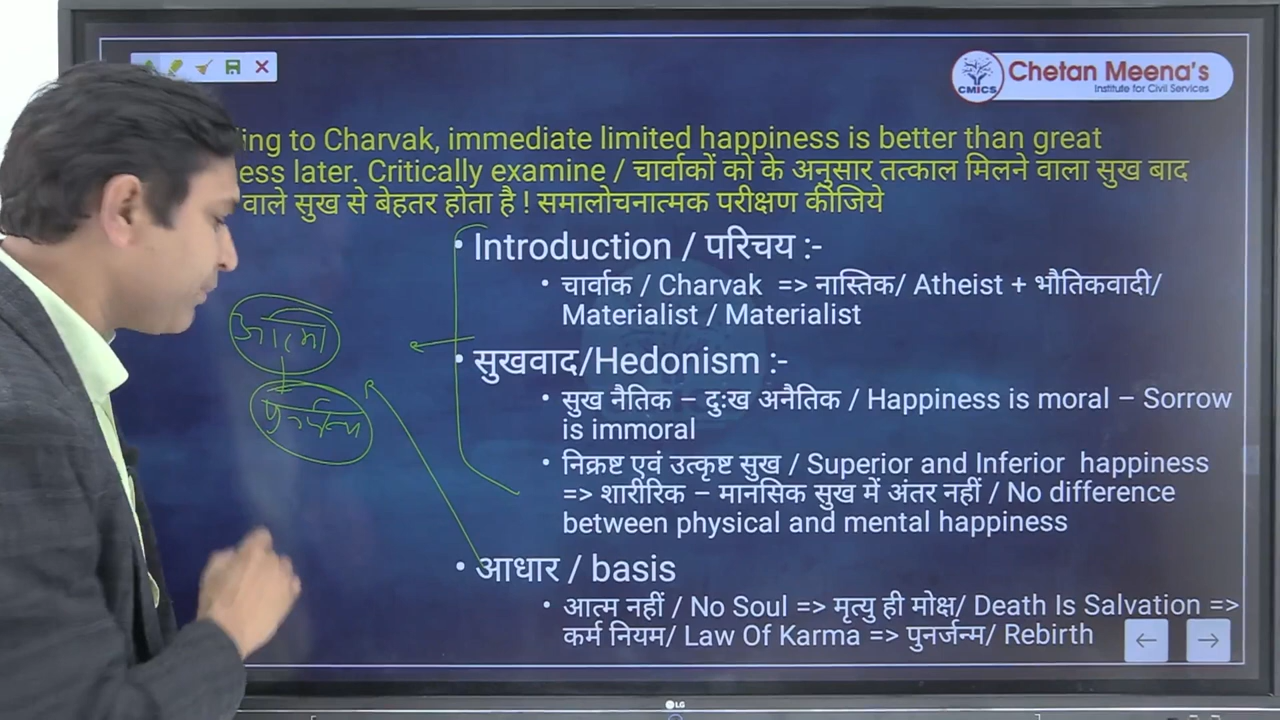 Chetan Meena's
Institute for Civil Services
CMICS
to Charvak, immediate limited happiness is better than great
later. Critically examine / चार्वाकों को के अनुसार तत्काल मिलने वाला सुख बाद
वाले सुख से बेहतर होता है ! समालोचनात्मक परीक्षण कीजिये
• Introduction / परिचय :-
• चार्वाक / Charvak => नास्तिक/ Atheist + भौतिकवादी/
Materialist / Materialist
• सुखवाद/Hedonism :-
• सुख नैतिक – दुःख अनैतिक / Happiness is moral – Sorrow
is immoral
• निक्रष्ट एवं उत्कृष्ट सुख / Superior and Inferior happiness
=> शारीरिक – मानसिक सुख में अंतर नहीं / No difference
between physical and mental happiness
• आधार / basis
• आत्म नहीं / No Soul => मृत्यु ही मोक्ष/ Death Is Salvation =>
कर्म नियम/ Law Of Karma => पुनर्जन्म/ Rebirth
आत्मा
पुनर्जन्म
LG